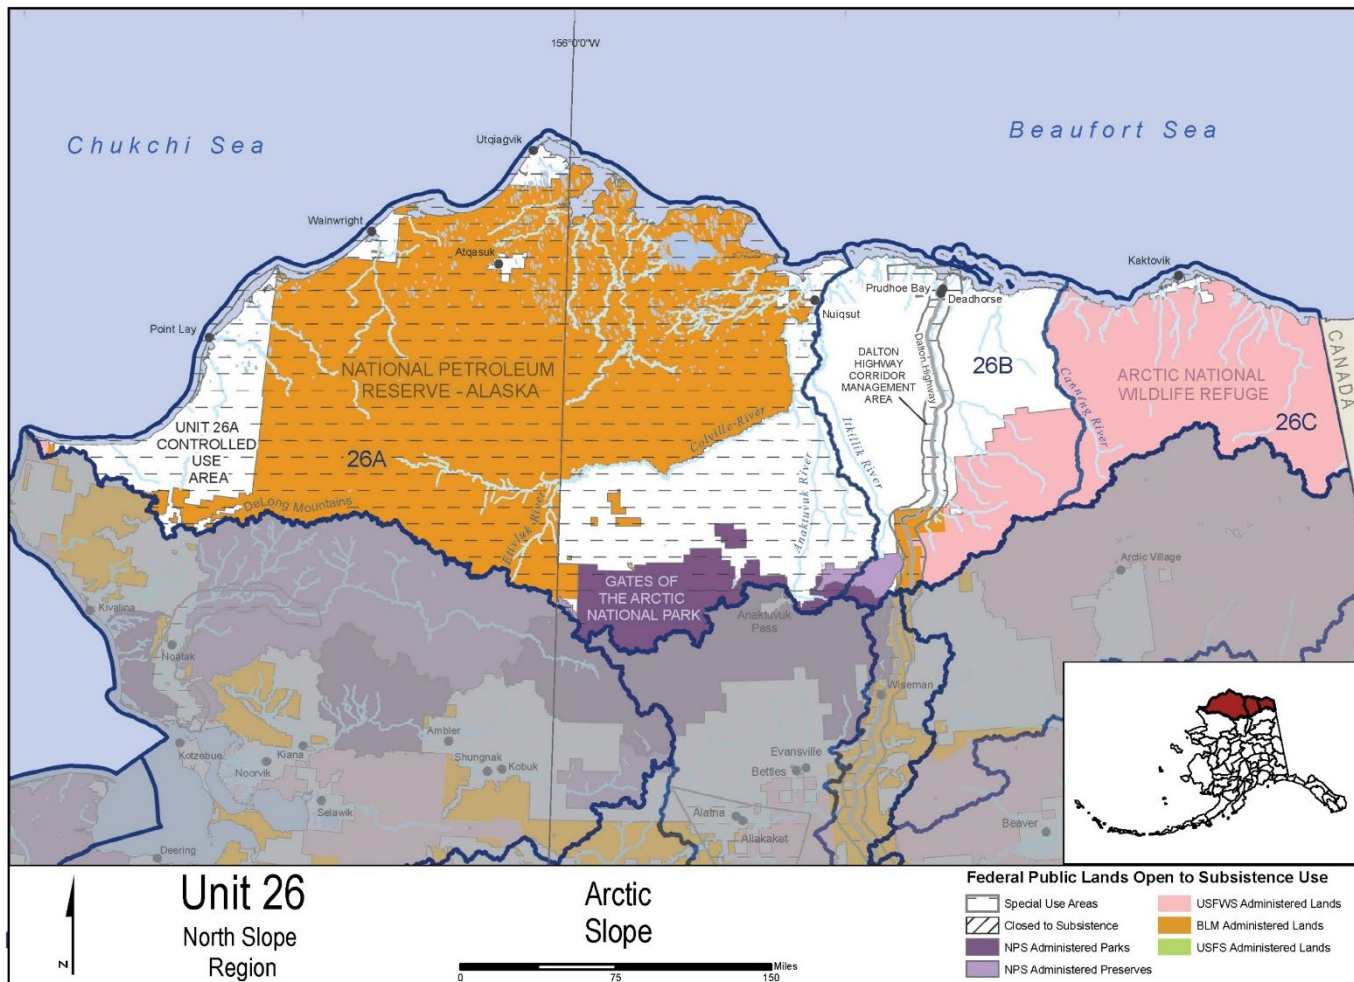 156°0'0"W
Chukchi Sea
Beaufort Sea
Utqiaġvik
Wainwright
Atqasuk
Kaktovik
Prudhoe Bay
Deadhorse
Nuiqsut
Point Lay
Dalton Highway
DALTON
HIGHWAY
CORRIDOR
MANAGEMENT
AREA
26B
Canning River
ARCTIC NATIONAL
WILDLIFE REFUGE
26C
CANADA
NATIONAL PETROLEUM
RESERVE - ALASKA
UNIT 26A
CONTROLLED
USE
AREA
26A
Colville River
Itkillik River
Anaktuvuk River
Etivluk River
DeLong Mountains
GATES OF
THE ARCTIC
NATIONAL PARK
Anaktuvuk
Pass
Arctic Village
Kivalina
Noatak
Wiseman
Ambler
Shungnak
Kobuk
Kotzebue
Kiana
Noorvik
Selawik
Evansville
Bettles
Alatna
Allakaket
Beaver
Deering
N
Unit 26
North Slope
Region
Arctic
Slope
Miles
0 75 150
Federal Public Lands Open to Subsistence Use
Special Use Areas
Closed to Subsistence
NPS Administered Parks
NPS Administered Preserves
USFWS Administered Lands
BLM Administered Lands
USFS Administered Lands